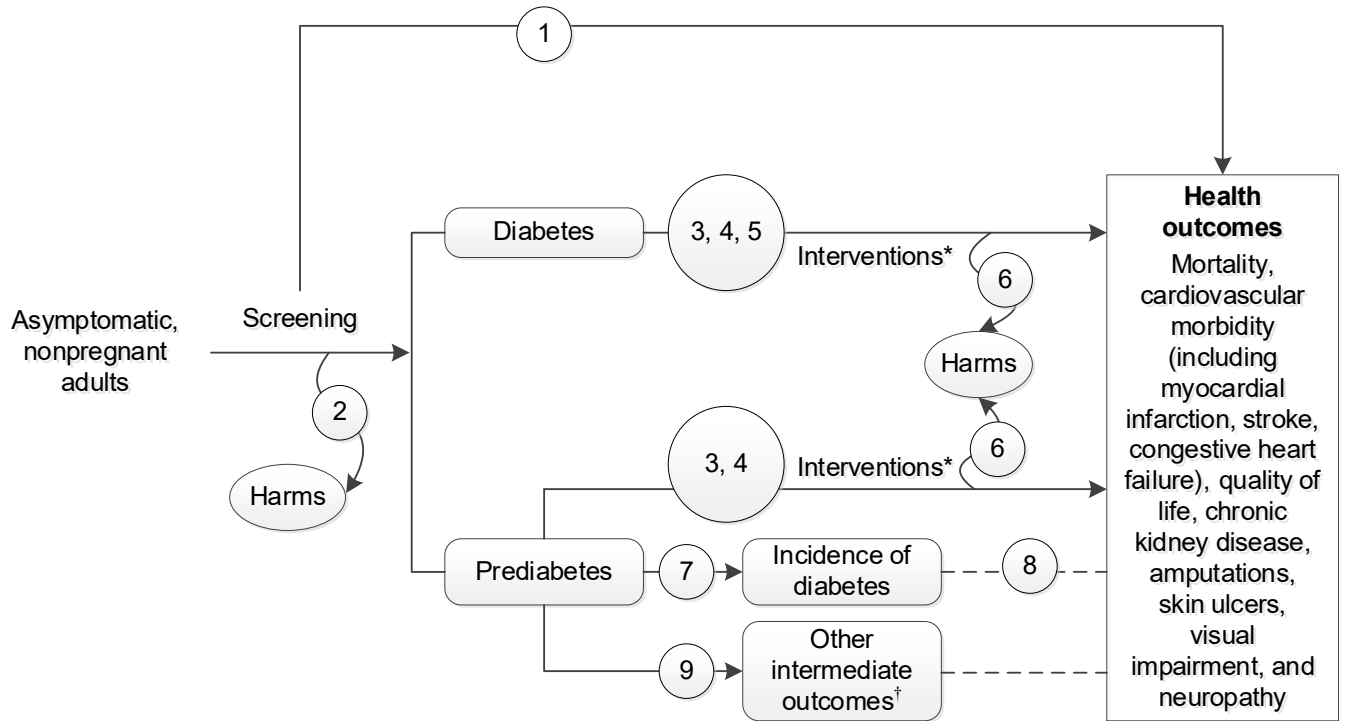 1
Asymptomatic,
nonpregnant
adults
Screening
2
Harms
Diabetes
3, 4, 5
Interventions*
6
Harms
6
3, 4
Interventions*
Prediabetes
7
Incidence of
diabetes
8
9
Other
intermediate
outcomes†
Health
outcomes
Mortality,
cardiovascular
morbidity
(including
myocardial
infarction, stroke,
congestive heart
failure), quality of
life, chronic
kidney disease,
amputations,
skin ulcers,
visual
impairment, and
neuropathy